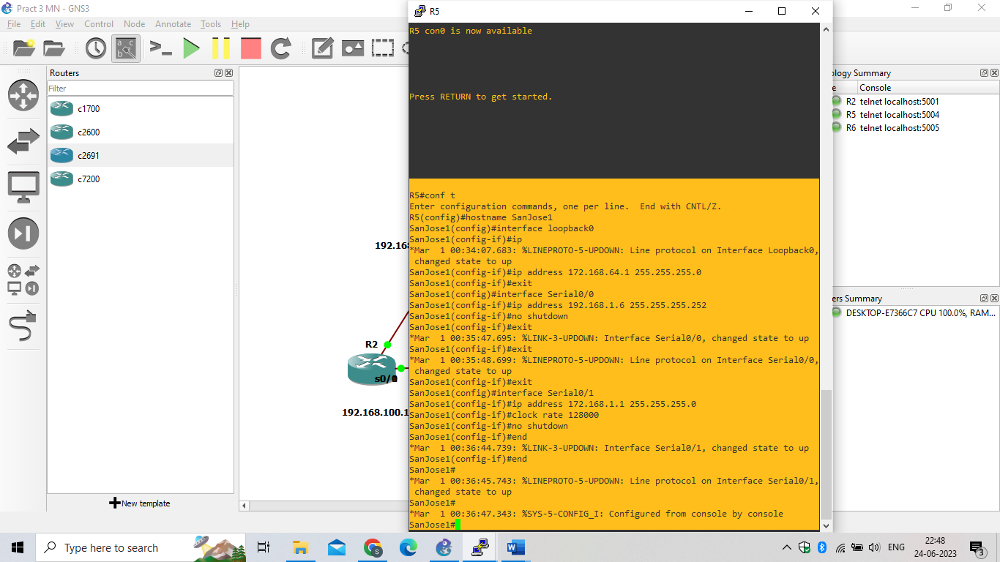 Pract 3 MN - GNS3
File Edit View Control Node Annotate Tools Help
Routers
Filter
c1700
c2600
c2691
c7200
New template
192.168
R2
192.168.100.1
R5
R5 con0 is now available
Press RETURN to get started.
R5#conf t
Enter configuration commands, one per line.  End with CNTL/Z.
R5(config)#hostname SanJose1
SanJose1(config)#interface loopback0
SanJose1(config-if)#ip
*Mar  1 00:34:07.683: %LINEPROTO-5-UPDOWN: Line protocol on Interface Loopback0,
 changed state to up
SanJose1(config-if)#ip address 172.168.64.1 255.255.255.0
SanJose1(config-if)#exit
SanJose1(config)#interface Serial0/0
SanJose1(config-if)#ip address 192.168.1.6 255.255.255.252
SanJose1(config-if)#no shutdown
SanJose1(config-if)#exit
*Mar  1 00:35:47.695: %LINK-3-UPDOWN: Interface Serial0/0, changed state to up
SanJose1(config-if)#exit
*Mar  1 00:35:48.699: %LINEPROTO-5-UPDOWN: Line protocol on Interface Serial0/0,
 changed state to up
SanJose1(config-if)#exit
SanJose1(config)#interface Serial0/1
SanJose1(config-if)#ip address 172.168.1.1 255.255.255.0
SanJose1(config-if)#clock rate 128000
SanJose1(config-if)#no shutdown
SanJose1(config-if)#end
*Mar  1 00:36:44.739: %LINK-3-UPDOWN: Interface Serial0/1, changed state to up
SanJose1(config-if)#end
SanJose1#
*Mar  1 00:36:45.743: %LINEPROTO-5-UPDOWN: Line protocol on Interface Serial0/1,
 changed state to up
SanJose1#
*Mar  1 00:36:47.343: %SYS-5-CONFIG_I: Configured from console by console
SanJose1#
ology Summary
e Console
R2 telnet localhost:5001
R5 telnet localhost:5004
R6 telnet localhost:5005
ers Summary
DESKTOP-E7366C7 CPU 100.0%, RAM...
Type here to search
ENG
22:48
24-06-2023
3